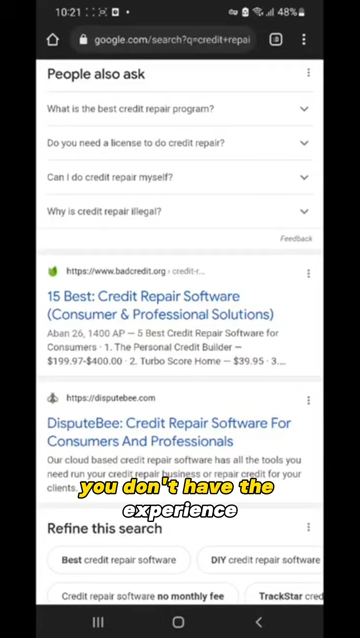 10:21
48%
google.com/search?q=credit+repai
People also ask
What is the best credit repair program?
Do you need a license to do credit repair?
Can I do credit repair myself?
Why is credit repair illegal?
Feedback
https://www.badcredit.org › credit-r...
15 Best: Credit Repair Software
(Consumer & Professional Solutions)
Aban 26, 1400 AP — 5 Best Credit Repair Software for
Consumers · 1. The Personal Credit Builder —
$199.97-$400.00 · 2. Turbo Score Home — $39.95 · 3....
https://disputebee.com
DisputeBee: Credit Repair Software For
Consumers And Professionals
Our cloud based credit repair software has all the tools you
need run your credit repair business or repair credit for your
clients.
you don't have the
experience
Refine this search
Best credit repair software
DIY credit repair softwa
Credit repair software no monthly fee
TrackStar cred